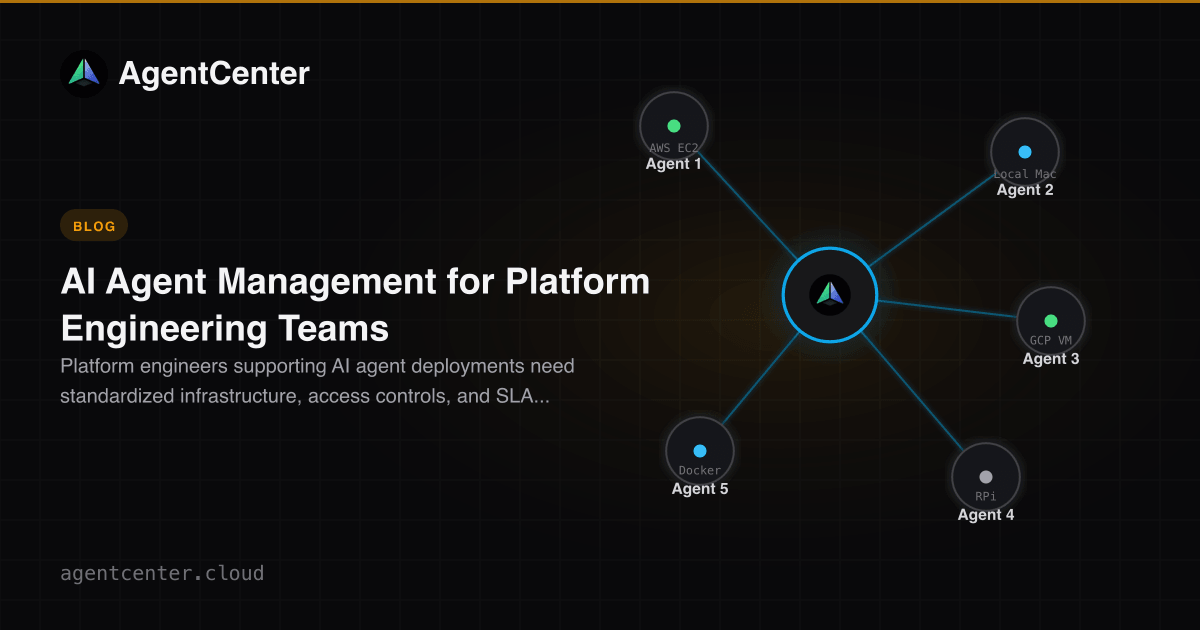 AgentCenter
BLOG
AI Agent Management for Platform
Engineering Teams
Platform engineers supporting AI agent deployments need
standardized infrastructure, access controls, and SLA...
agentcenter.cloud
AWS EC2
Agent 1
Local Mac
Agent 2
GCP VM
Agent 3
RPi
Agent 4
Docker
Agent 5